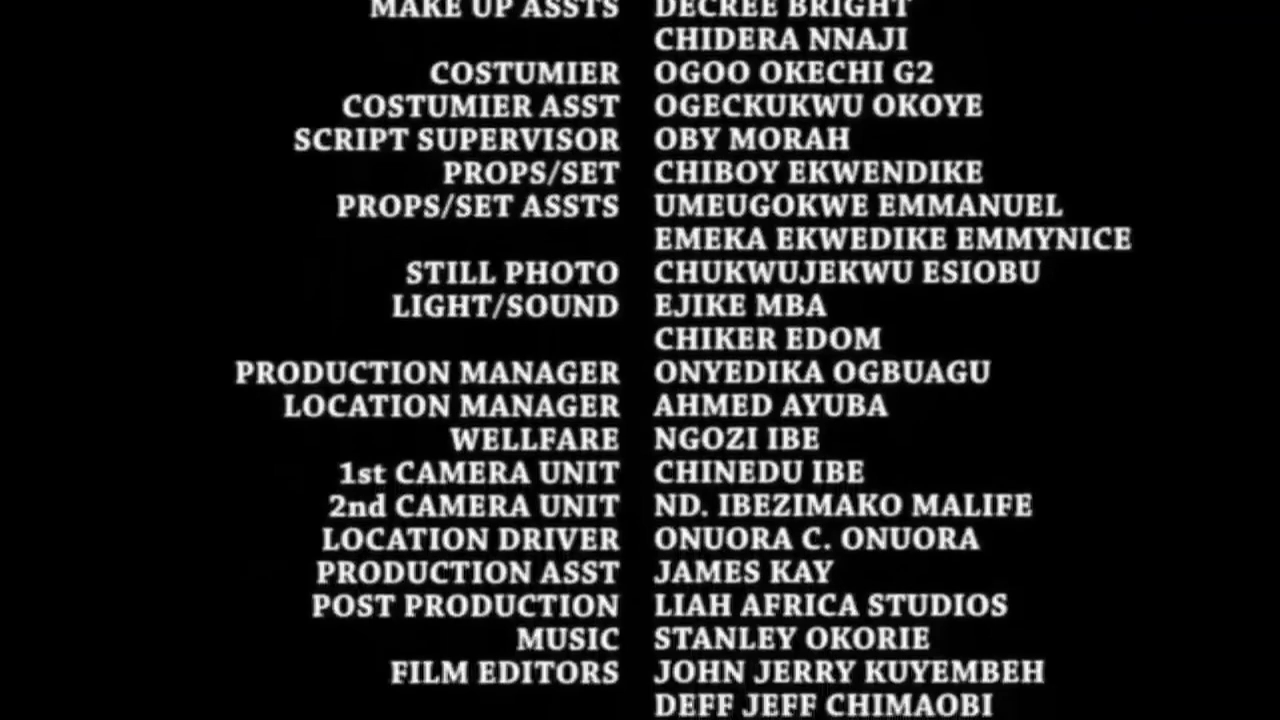 MAKE UP ASSTS DECREE BRIGHT
CHIDERA NNAJI
COSTUMIER OGOO OKECHI G2
COSTUMIER ASST OGECKUKWU OKOYE
SCRIPT SUPERVISOR OBY MORAH
PROPS/SET CHIBOY EKWENDIKE
PROPS/SET ASSTS UMEUGOKWE EMMANUEL
EMEKA EKWEDIKE EMMYNICE
STILL PHOTO CHUKWUJEKWU ESIOBU
LIGHT/SOUND EJIKE MBA
CHIKER EDOM
PRODUCTION MANAGER ONYEDIKA OGBUAGU
LOCATION MANAGER AHMED AYUBA
WELLFARE NGOZI IBE
1st CAMERA UNIT CHINEDU IBE
2nd CAMERA UNIT ND. IBEZIMAKO MALIFE
LOCATION DRIVER ONUORA C. ONUORA
PRODUCTION ASST JAMES KAY
POST PRODUCTION LIAH AFRICA STUDIOS
MUSIC STANLEY OKORIE
FILM EDITORS JOHN JERRY KUYEMBEH
DEFF JEFF CHIMAOBI